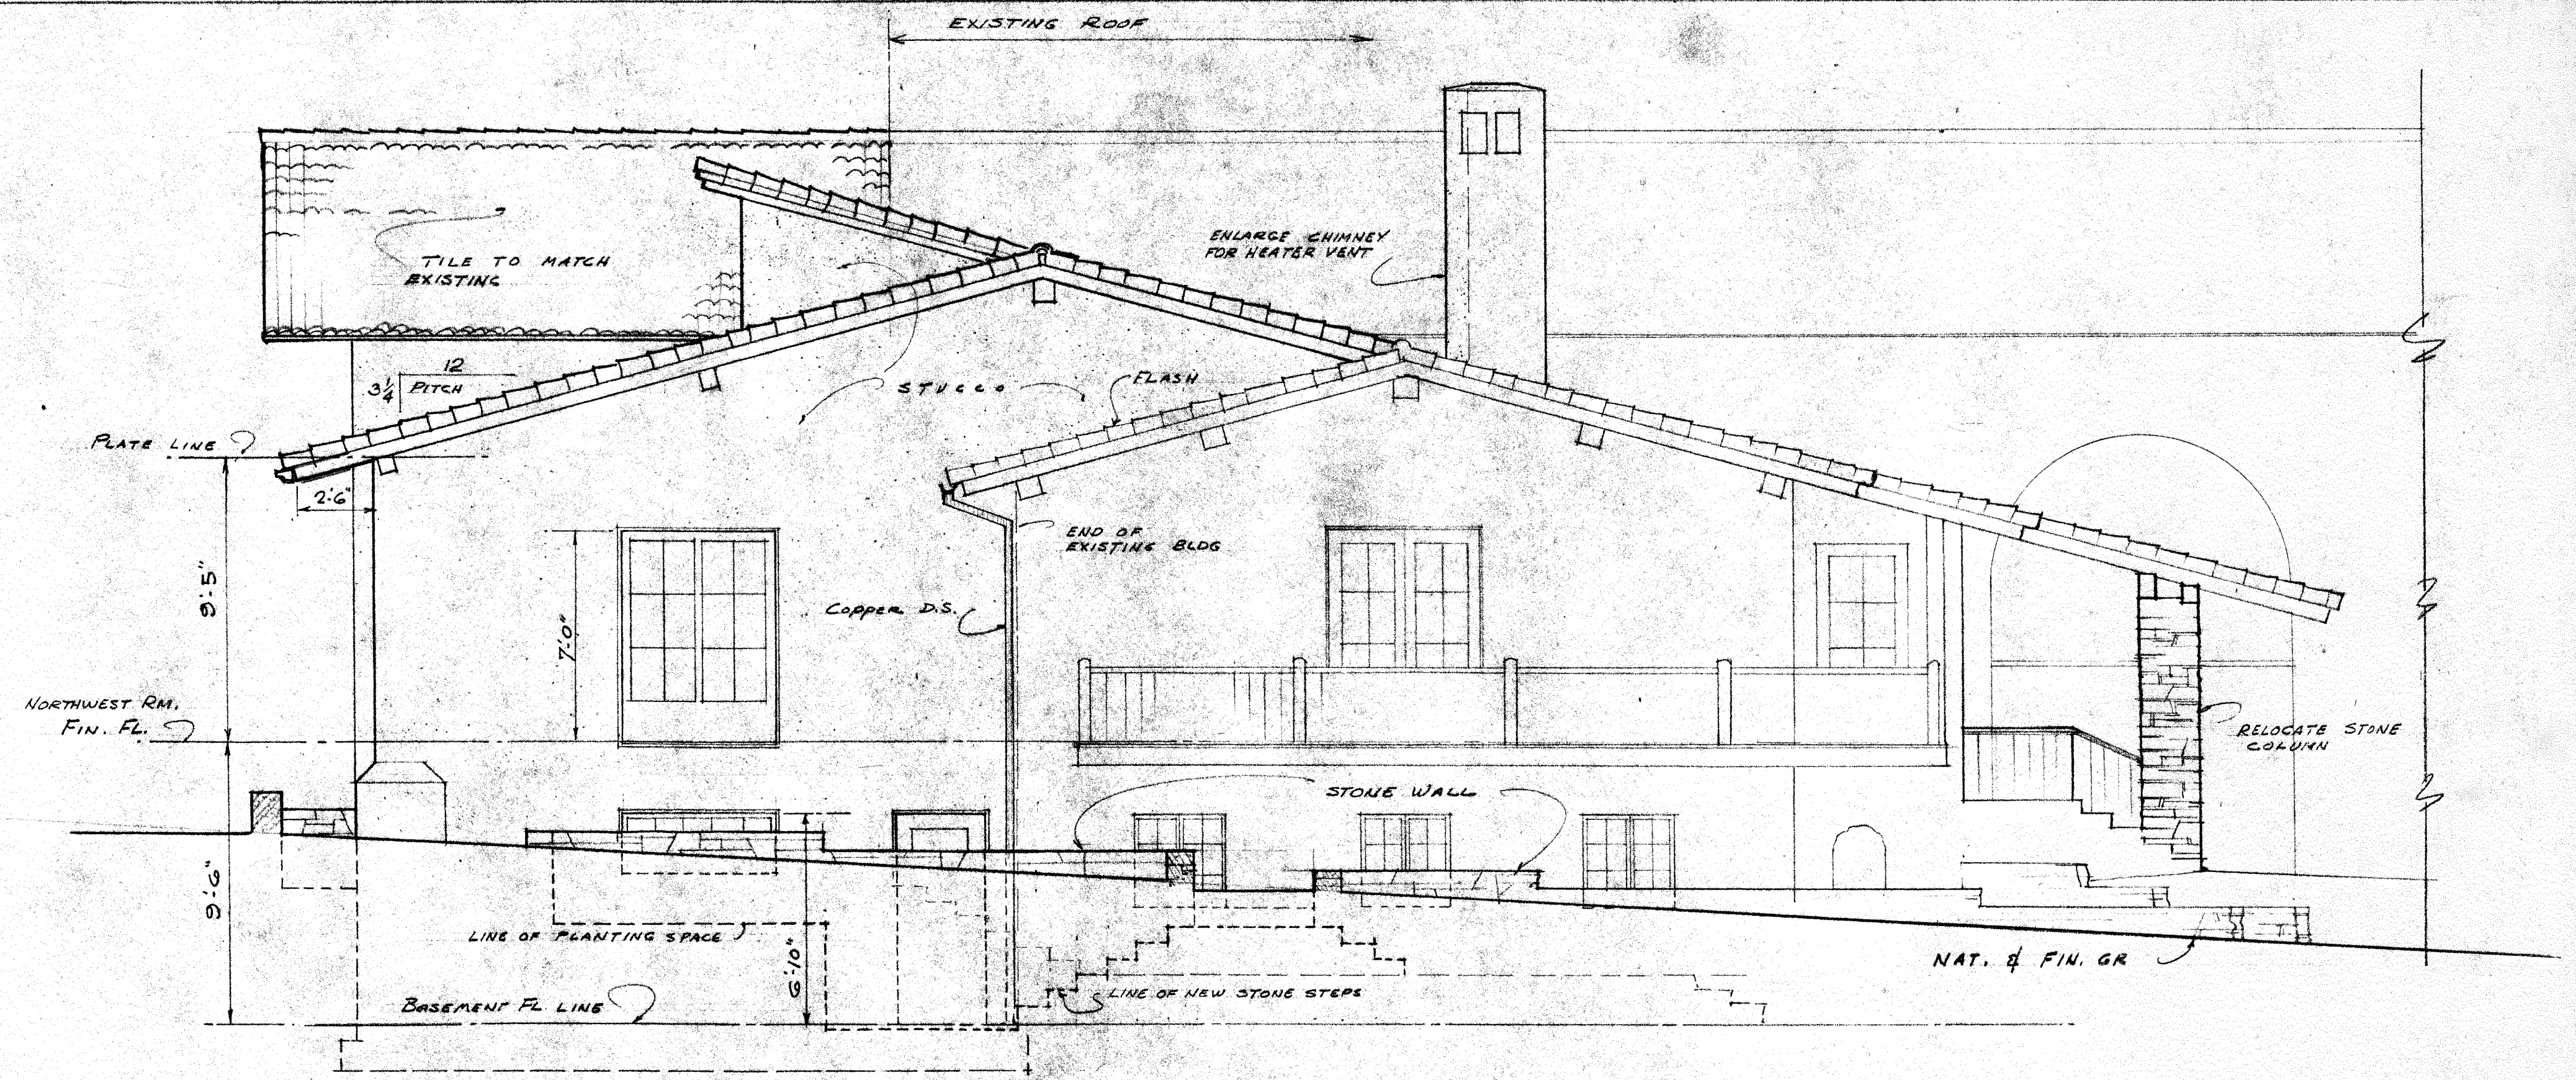 EXISTING ROOF
ENLARGE CHIMNEY
FOR HEATER VENT
TILE TO MATCH
EXISTING
12
3 1/4 PITCH
STUCCO
FLASH
PLATE LINE
2'-6"
END OF
EXISTING BLDG
9'-5"
COPPER D.S.
7'-0"
NORTHWEST RM.
FIN. FL.
RELOCATE STONE
COLUMN
STONE WALL
9'-6"
LINE OF PLANTING SPACE
6'-10"
NAT. & FIN. GR
LINE OF NEW STONE STEPS
BASEMENT FL LINE